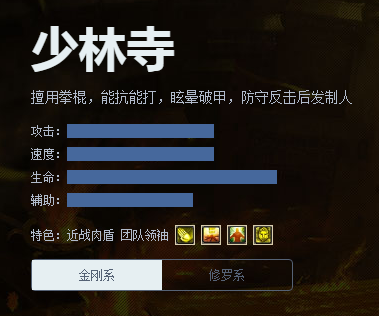 少林寺
擅用拳棍，能抗能打，眩晕破甲，防守反击后发制人
攻击：
速度：
生命：
辅助：
特色：近战肉盾 团队领袖
金刚系 修罗系